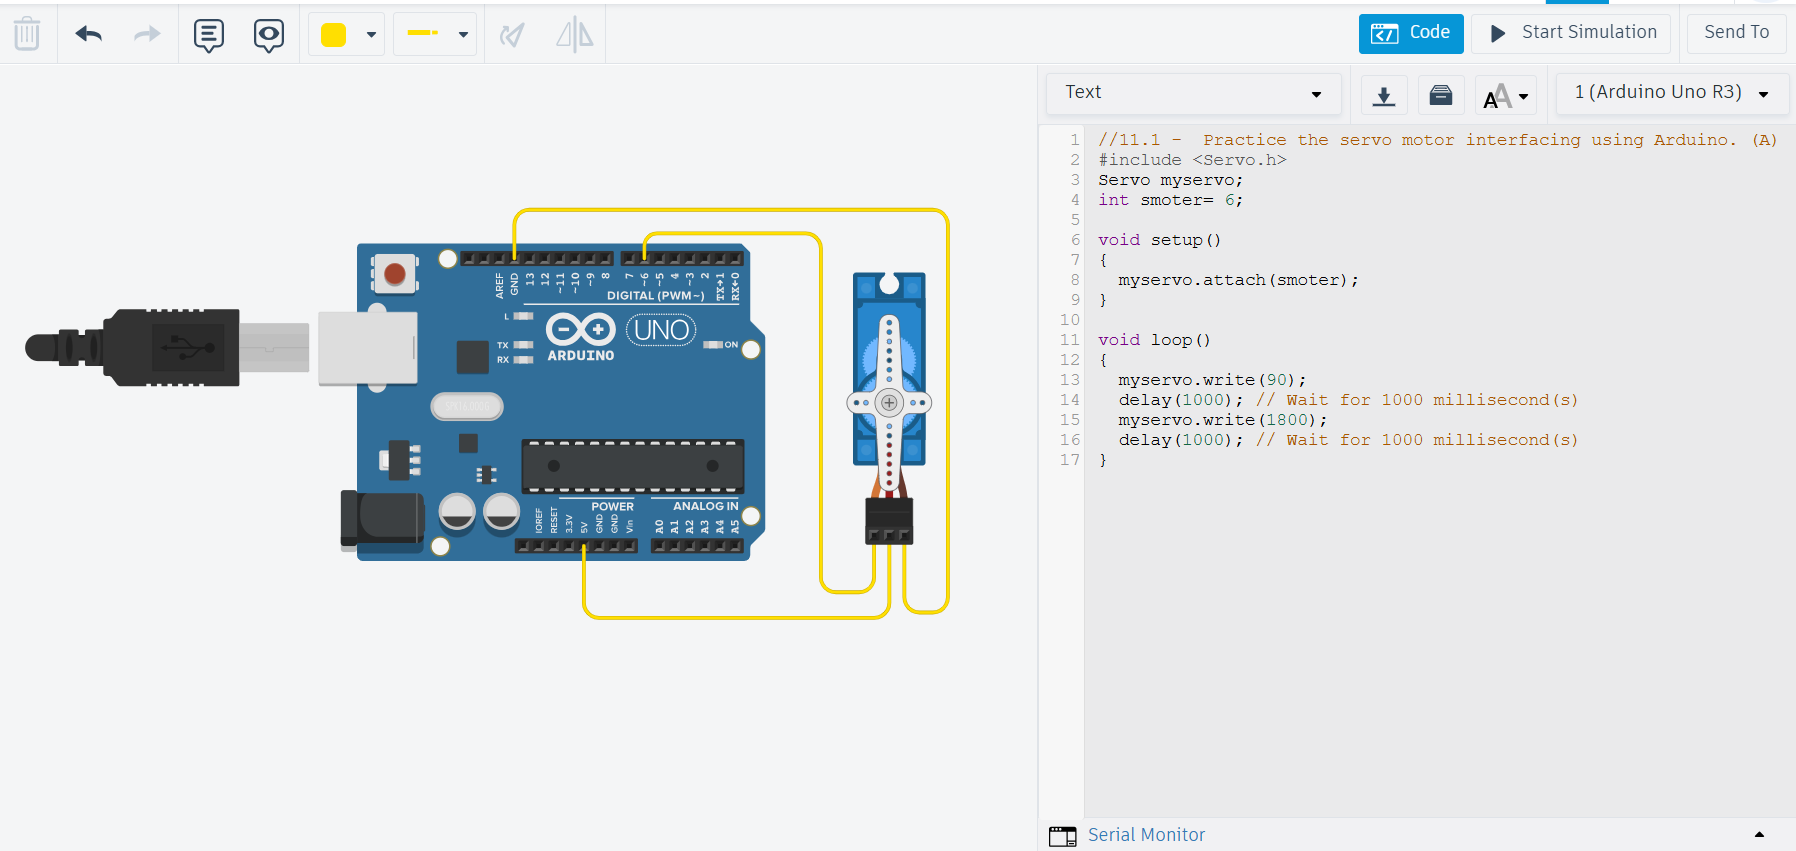 Code
Start Simulation
Send To
Text
1 (Arduino Uno R3)
1 //11.1 -  Practice the servo motor interfacing using Arduino. (A)
2 #include <Servo.h>
3 Servo myservo;
4 int smoter= 6;
5
6 void setup()
7 {
8   myservo.attach(smoter);
9 }
10
11 void loop()
12 {
13   myservo.write(90);
14   delay(1000); // Wait for 1000 millisecond(s)
15   myservo.write(1800);
16   delay(1000); // Wait for 1000 millisecond(s)
17 }
Serial Monitor
AREF GND 13 12 ~11 ~10 ~9 8 7 ~6 ~5 4 ~3 2 TX→1 RX←0
DIGITAL (PWM~)
L
TX
RX
ARDUINO
UNO
ON
POWER
ANALOG IN
IOREF RESET 3.3V 5V GND GND Vin A0 A1 A2 A3 A4 A5